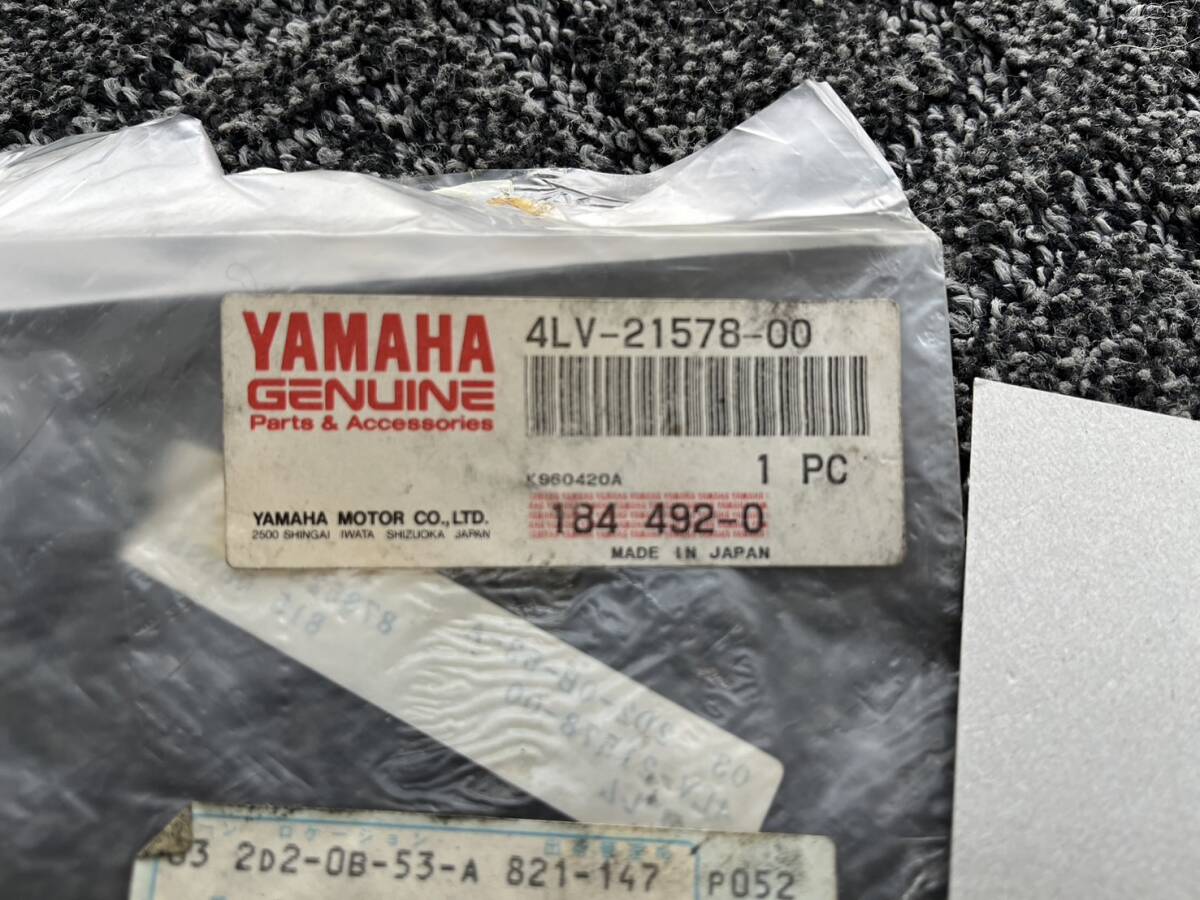 YAMAHA
GENUINE
Parts & Accessories
4LV-21578-00
K960420A
1 PC
YAMAHA MOTOR CO.,LTD.
2500 SHINGAI IWATA SHIZUOKA JAPAN
184 492-0
MADE IN JAPAN
03 2D2-0B-53-A 821-147
P052